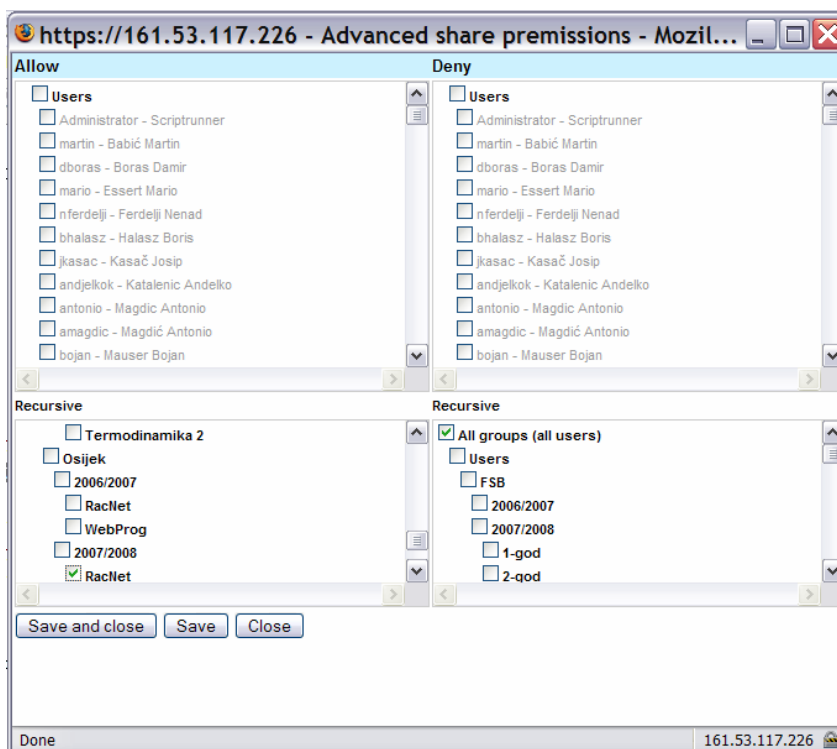 https://161.53.117.226 - Advanced share premissions - Mozil...
Allow
Users
Administrator - Scriptrunner
martin - Babić Martin
dboras - Boras Damir
mario - Essert Mario
nferdelji - Ferdelji Nenad
bhalasz - Halasz Boris
jkasac - Kasač Josip
andjelkok - Katalenic Andelko
antonio - Magdic Antonio
amagdic - Magdić Antonio
bojan - Mauser Bojan
Deny
Users
Administrator - Scriptrunner
martin - Babić Martin
dboras - Boras Damir
mario - Essert Mario
nferdelji - Ferdelji Nenad
bhalasz - Halasz Boris
jkasac - Kasač Josip
andjelkok - Katalenic Andelko
antonio - Magdic Antonio
amagdic - Magdić Antonio
bojan - Mauser Bojan
Recursive
Termodinamika 2
Osijek
2006/2007
RacNet
WebProg
2007/2008
RacNet
Recursive
All groups (all users)
Users
FSB
2006/2007
2007/2008
1-god
2-god
Save and close
Save
Close
Done
161.53.117.226